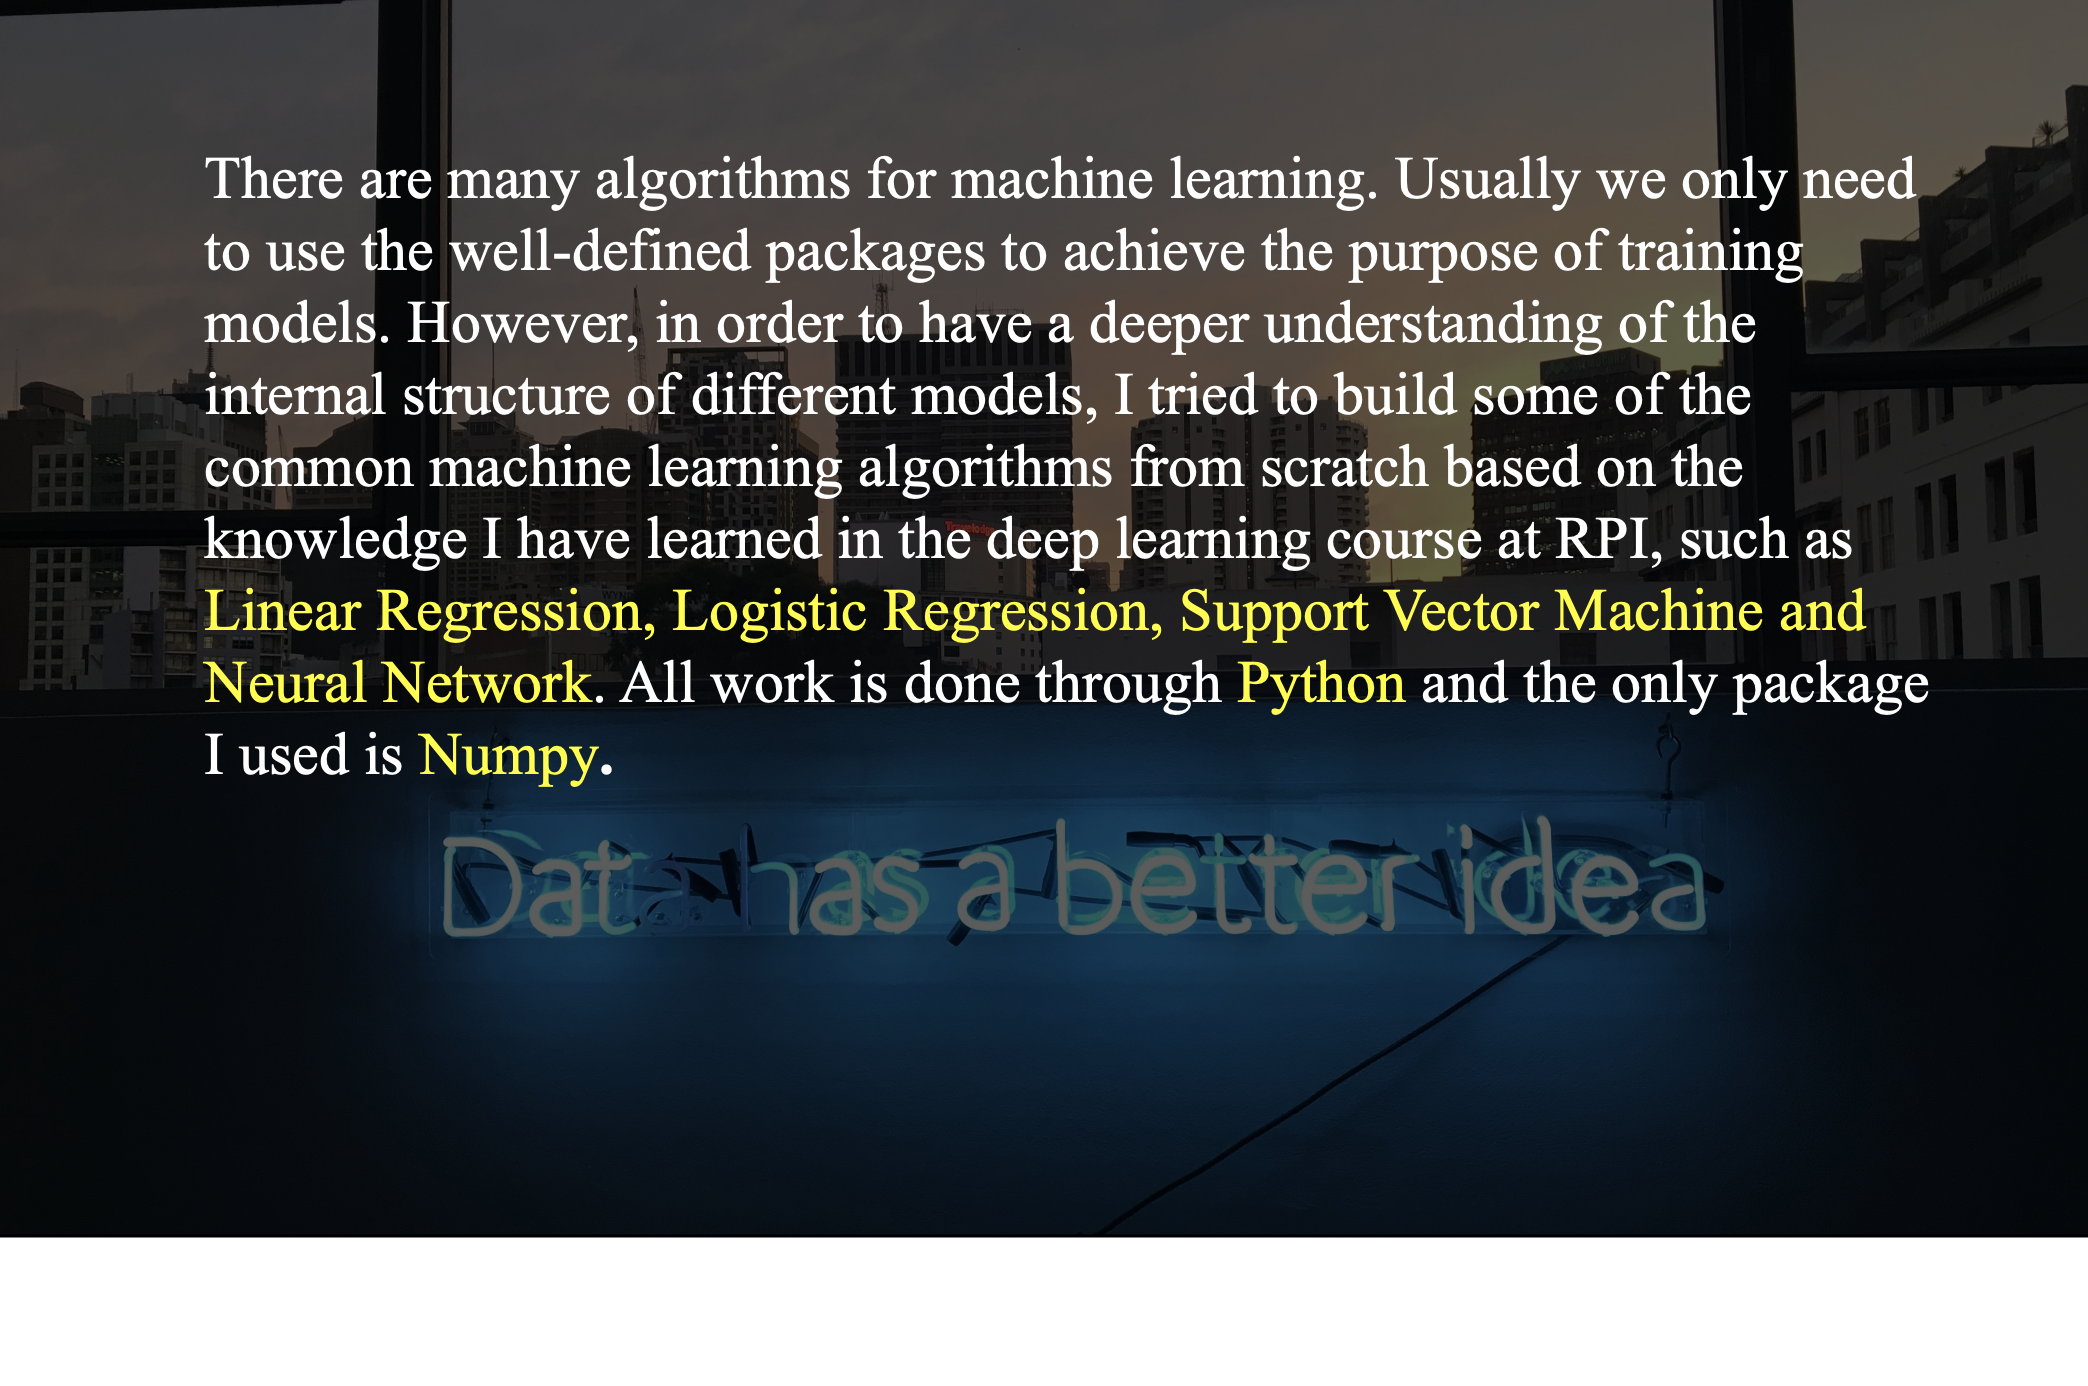 There are many algorithms for machine learning. Usually we only need
to use the well-defined packages to achieve the purpose of training
models. However, in order to have a deeper understanding of the
internal structure of different models, I tried to build some of the
common machine learning algorithms from scratch based on the
knowledge I have learned in the deep learning course at RPI, such as
Linear Regression, Logistic Regression, Support Vector Machine and
Neural Network. All work is done through Python and the only package
I used is Numpy.
Travelodge
Data has a better idea